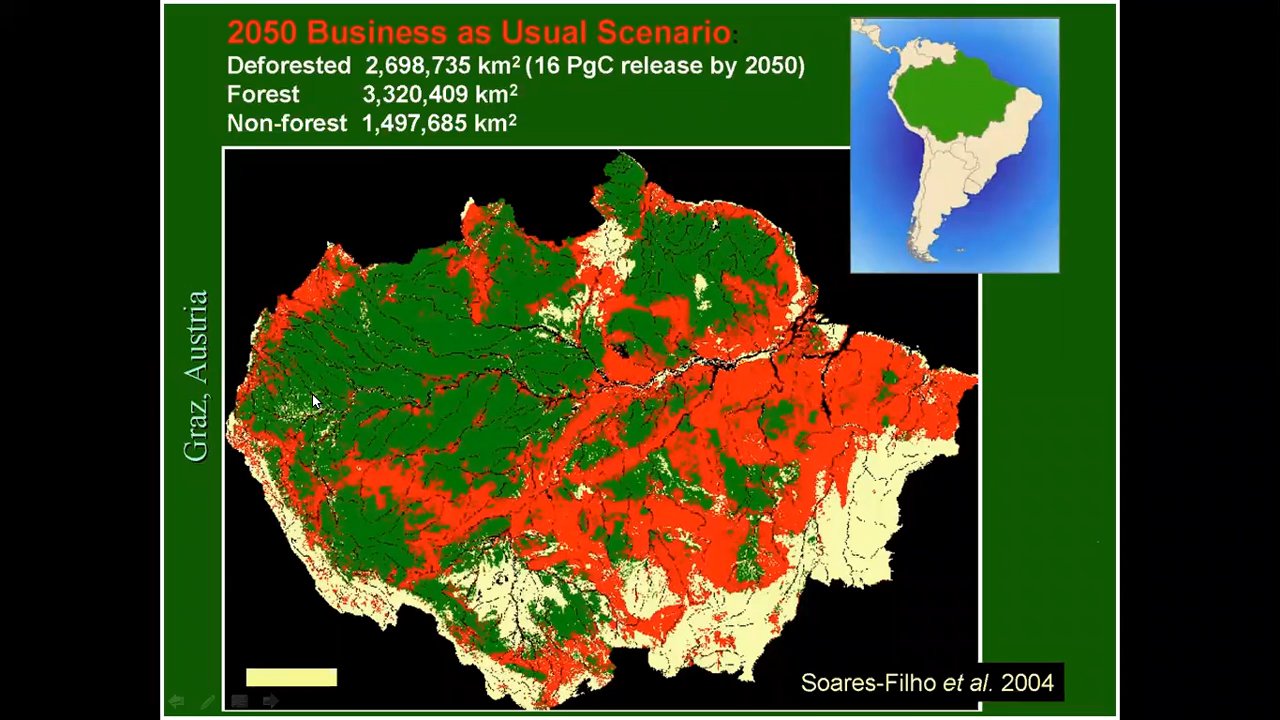 2050 Business as Usual Scenario:
Deforested 2,698,735 km² (16 PgC release by 2050)
Forest 3,320,409 km²
Non-forest 1,497,685 km²
Graz, Austria
Soares-Filho et al. 2004